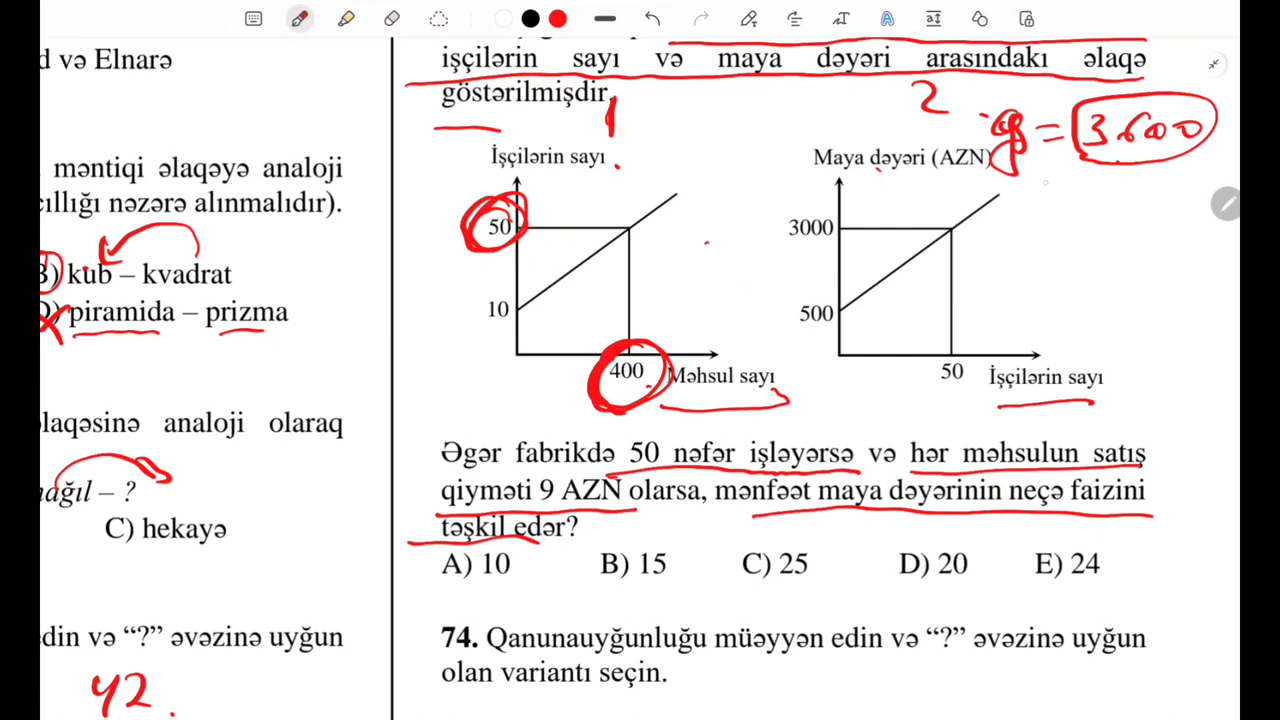 d və Elnarə
məntiqi əlaqəyə analoji
cıllığı nəzərə alınmalıdır).
B) kub – kvadrat
D) piramida – prizma
əlaqəsinə analoji olaraq
nağıl – ?
C) hekayə
edin və “?” əvəzinə uyğun
42
işçilərin sayı və maya dəyəri arasındakı əlaqə
göstərilmişdir.
1
2
= 3.600
İşçilərin sayı
50
10
400
Məhsul sayı
Maya dəyəri (AZN)
3000
500
50
İşçilərin sayı
Əgər fabrikdə 50 nəfər işləyərsə və hər məhsulun satış
qiyməti 9 AZN olarsa, mənfəət maya dəyərinin neçə faizini
təşkil edər?
A) 10 B) 15 C) 25 D) 20 E) 24
74. Qanunauyğunluğu müəyyən edin və “?” əvəzinə uyğun
olan variantı seçin.